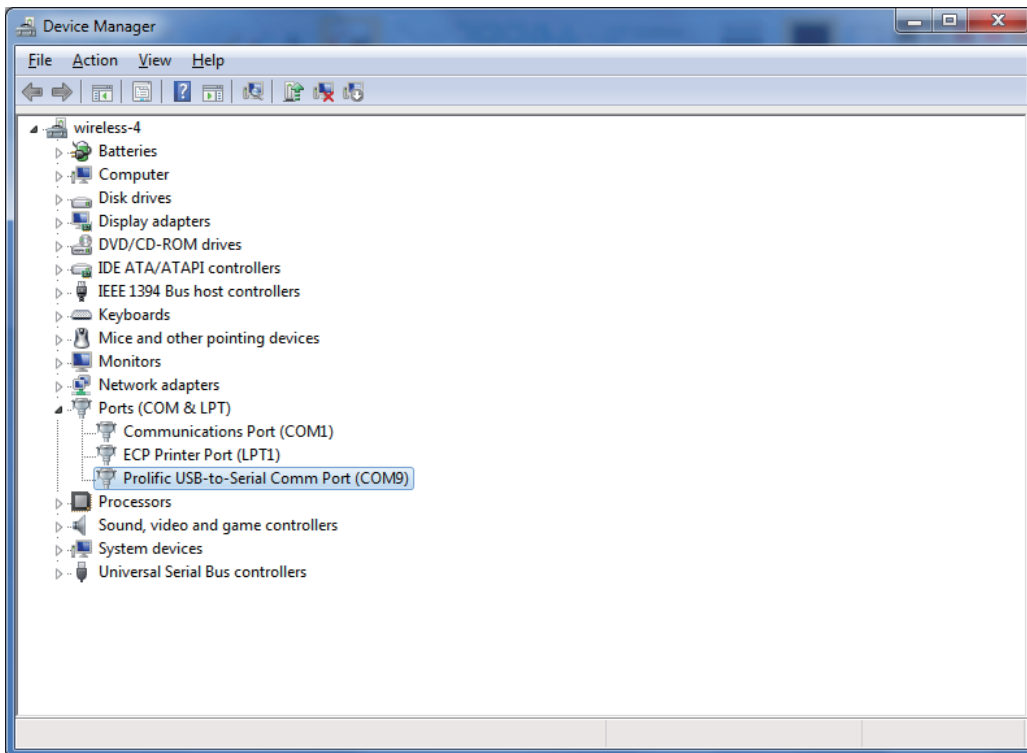 Device Manager
File Action View Help
wireless-4
Batteries
Computer
Disk drives
Display adapters
DVD/CD-ROM drives
IDE ATA/ATAPI controllers
IEEE 1394 Bus host controllers
Keyboards
Mice and other pointing devices
Monitors
Network adapters
Ports (COM & LPT)
Communications Port (COM1)
ECP Printer Port (LPT1)
Prolific USB-to-Serial Comm Port (COM9)
Processors
Sound, video and game controllers
System devices
Universal Serial Bus controllers